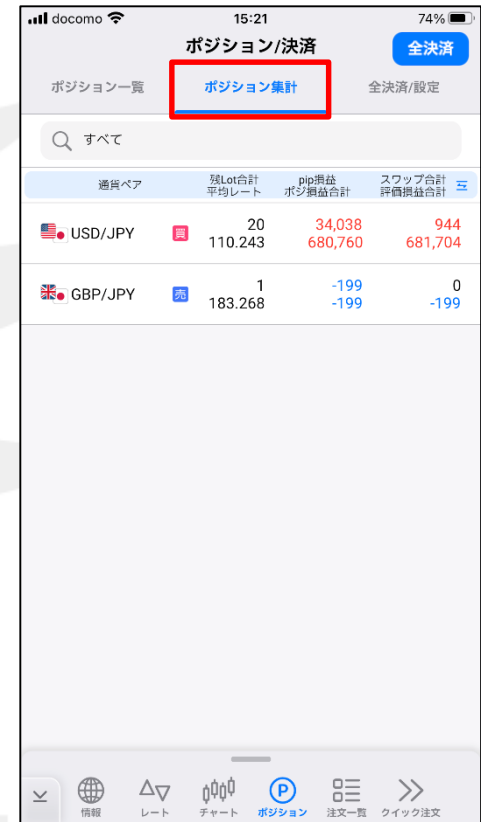 docomo 15:21 74%
ポジション/決済 全決済
ポジション一覧 ポジション集計 全決済/設定
すべて
通貨ペア 残Lot合計 pip損益 スワップ合計
平均レート ポジ損益合計 評価損益合計
USD/JPY 買 20 34,038 944
110.243 680,760 681,704
GBP/JPY 売 1 -199 0
183.268 -199 -199
P
情報 レート チャート ポジション 注文一覧 クイック注文